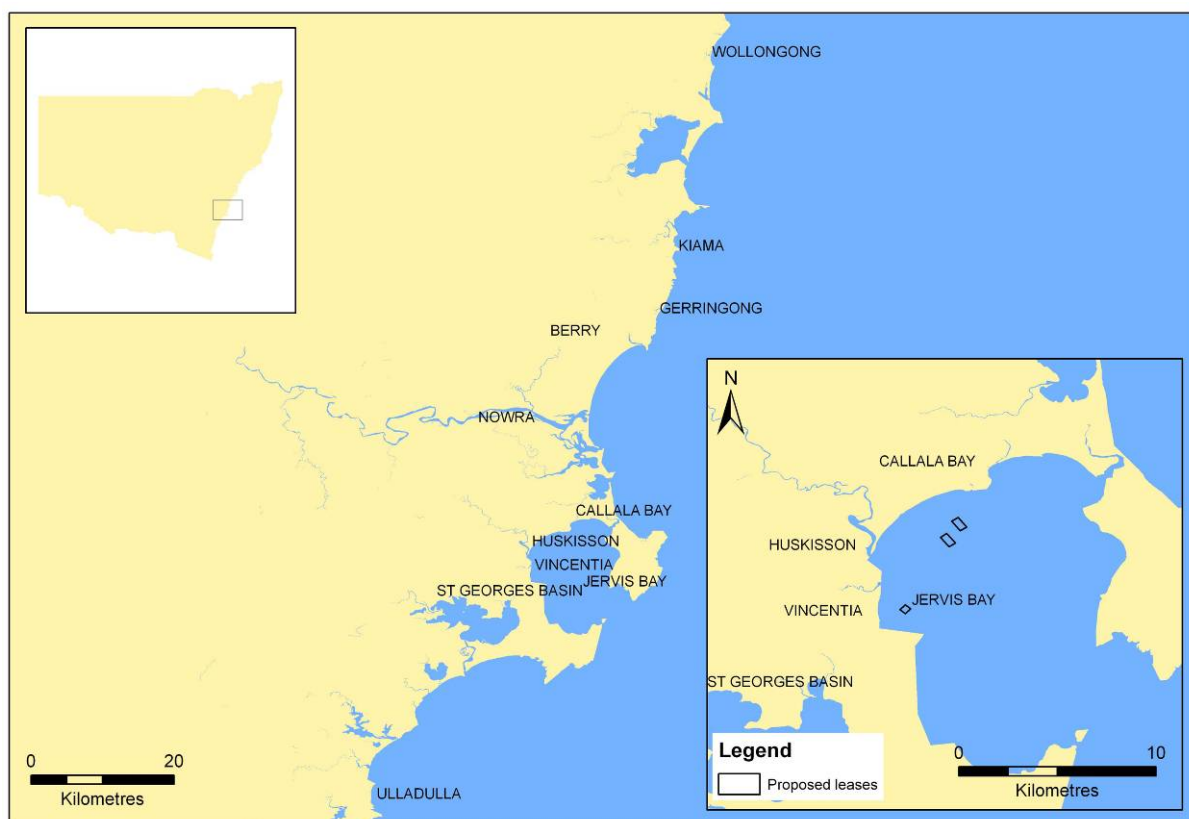 WOLLONGONG
KIAMA
GERRINGONG
BERRY
NOWRA
CALLALA BAY
HUSKISSON
VINCENTIA
JERVIS BAY
ST GEORGES BASIN
ULLADULLA
0 20
Kilometres
N
CALLALA BAY
HUSKISSON
JERVIS BAY
VINCENTIA
ST GEORGES BASIN
Legend
Proposed leases
0 10
Kilometres